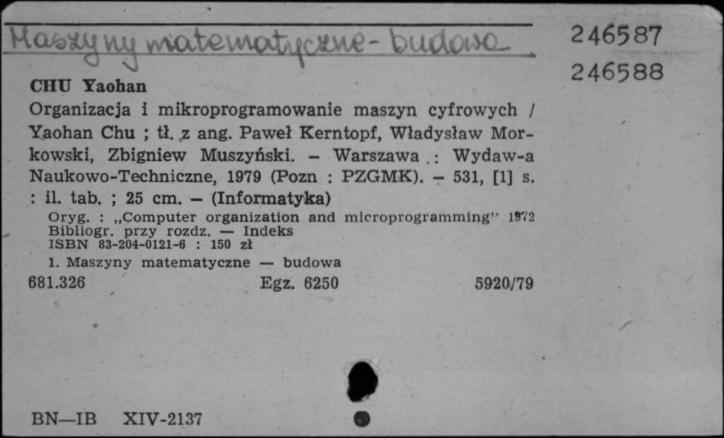 Maszyny matematyczne - budowa
246587
246588
CHU Yaohan
Organizacja i mikroprogramowanie maszyn cyfrowych /
Yaohan Chu ; tł. z ang. Paweł Kerntopf, Władysław Mor-
kowski, Zbigniew Muszyński. — Warszawa : Wydaw-a
Naukowo-Techniczne, 1979 (Pozn : PZGMK). — 531, [1] s.
: il. tab. ; 25 cm. — (Informatyka)
Oryg. : „Computer organization and microprogramming” 1972
Bibliogr. przy rozdz. — Indeks
ISBN 83-204-0121-6 : 150 zł
1. Maszyny matematyczne — budowa
681.326 Egz. 6250 5920/79
BN—IB XIV-2137